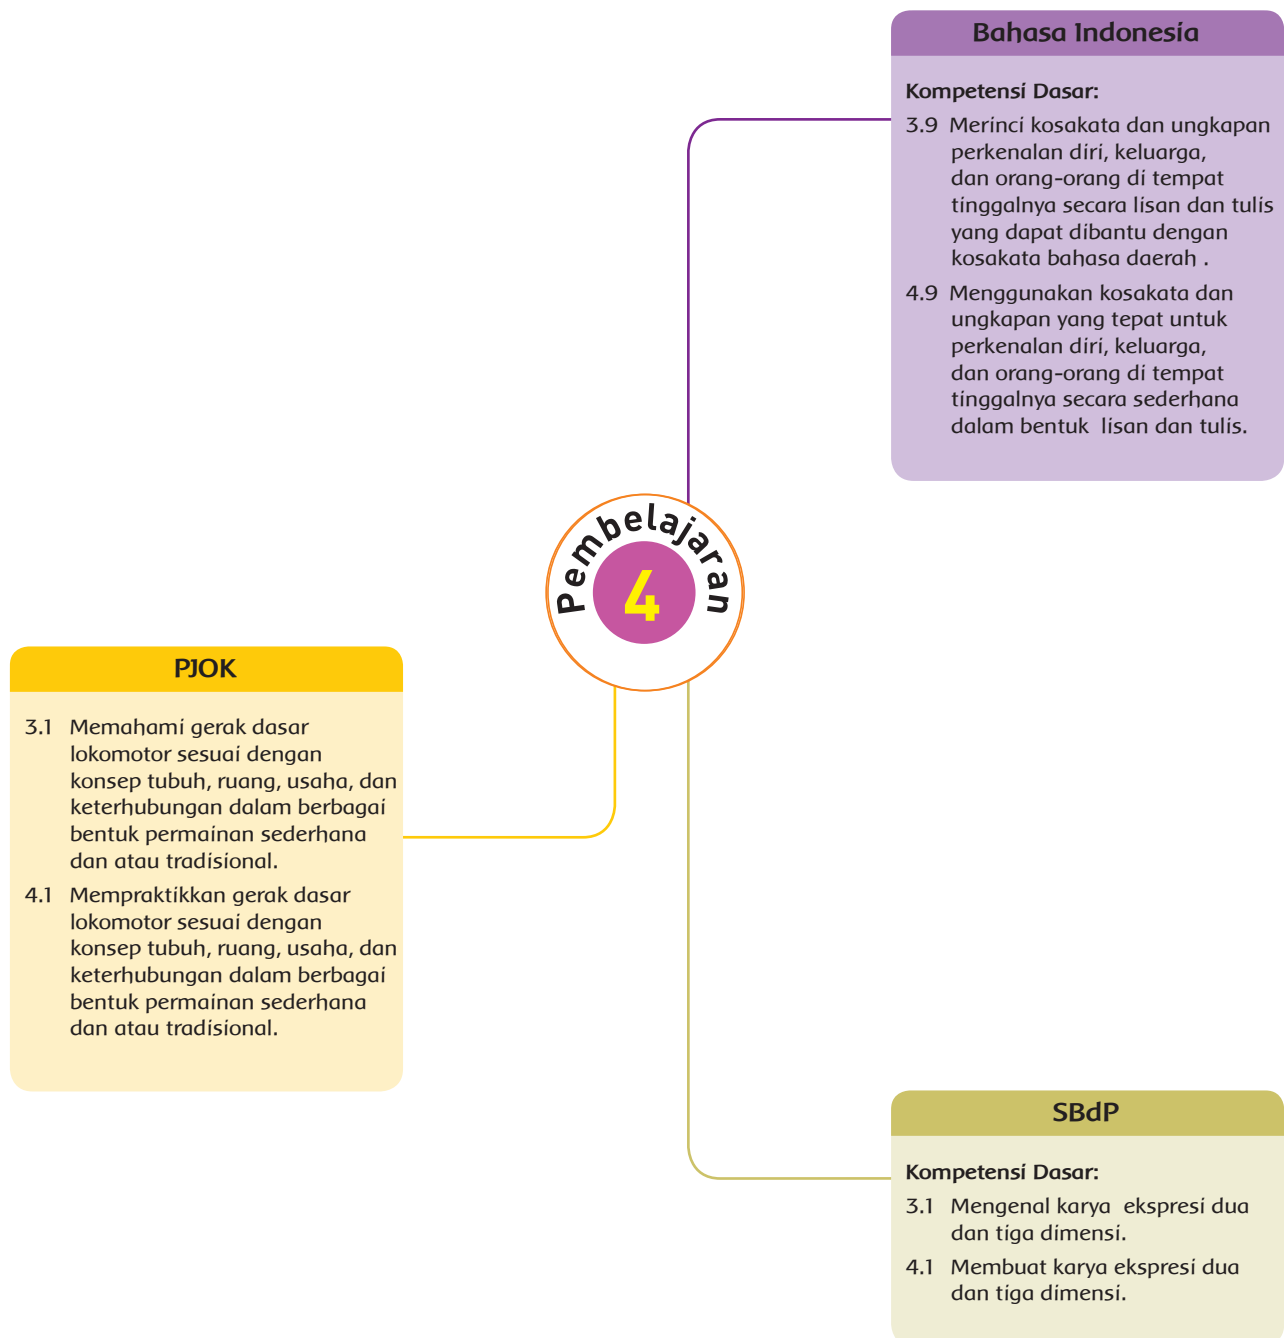 Bahasa Indonesia
Kompetensi Dasar:
3.9 Merinci kosakata dan ungkapan
perkenalan diri, keluarga,
dan orang-orang di tempat
tinggalnya secara lisan dan tulis
yang dapat dibantu dengan
kosakata bahasa daerah .
4.9 Menggunakan kosakata dan
ungkapan yang tepat untuk
perkenalan diri, keluarga,
dan orang-orang di tempat
tinggalnya secara sederhana
dalam bentuk lisan dan tulis.
Pembelajaran
4
PJOK
3.1 Memahami gerak dasar
lokomotor sesuai dengan
konsep tubuh, ruang, usaha, dan
keterhubungan dalam berbagai
bentuk permainan sederhana
dan atau tradisional.
4.1 Mempraktikkan gerak dasar
lokomotor sesuai dengan
konsep tubuh, ruang, usaha, dan
keterhubungan dalam berbagai
bentuk permainan sederhana
dan atau tradisional.
SBdP
Kompetensi Dasar:
3.1 Mengenal karya ekspresi dua
dan tiga dimensi.
4.1 Membuat karya ekspresi dua
dan tiga dimensi.